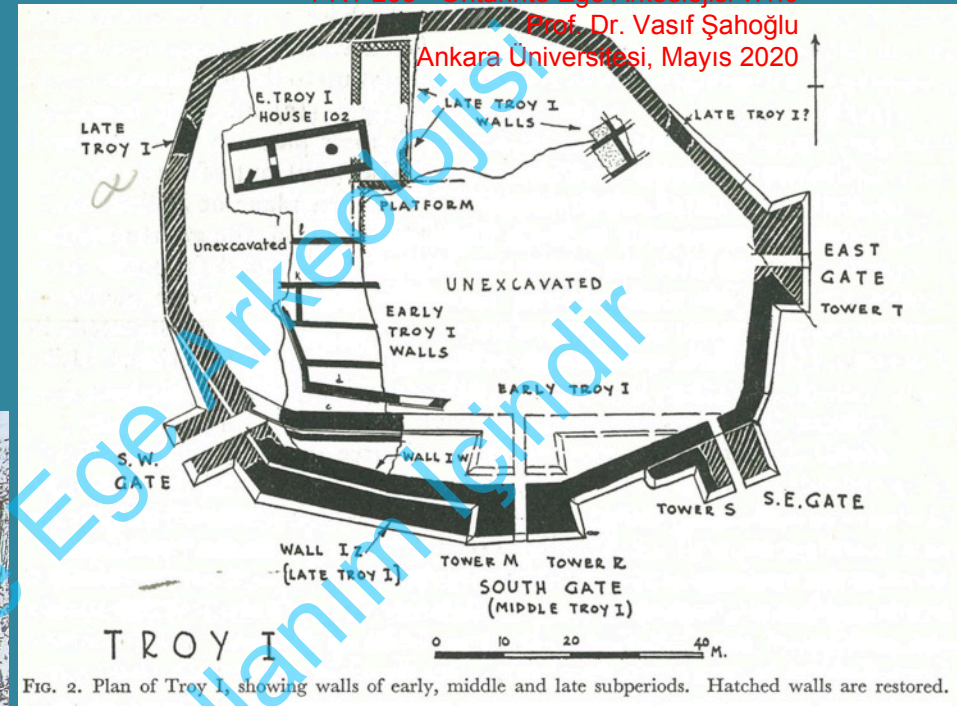 Prof. Dr. Vasıf Şahoğlu
Ankara Üniversitesi, Mayıs 2020
Ege Arkeolojisi
Kullanım İçindir
E. TROY I
HOUSE 102
LATE TROY I
WALLS
LATE
TROY I
LATE TROY I?
PLATFORM
unexcavated
l
k
UNEXCAVATED
EAST
GATE
TOWER T
EARLY
TROY I
WALLS
d
c
EARLY TROY I
S.W.
GATE
WALL I W
TOWER S
S.E. GATE
WALL I Z
(LATE TROY I)
TOWER M
TOWER R
SOUTH GATE
(MIDDLE TROY I)
TROY I
0 10 20 40 M.
FIG. 2. Plan of Troy I, showing walls of early, middle and late subperiods. Hatched walls are restored.